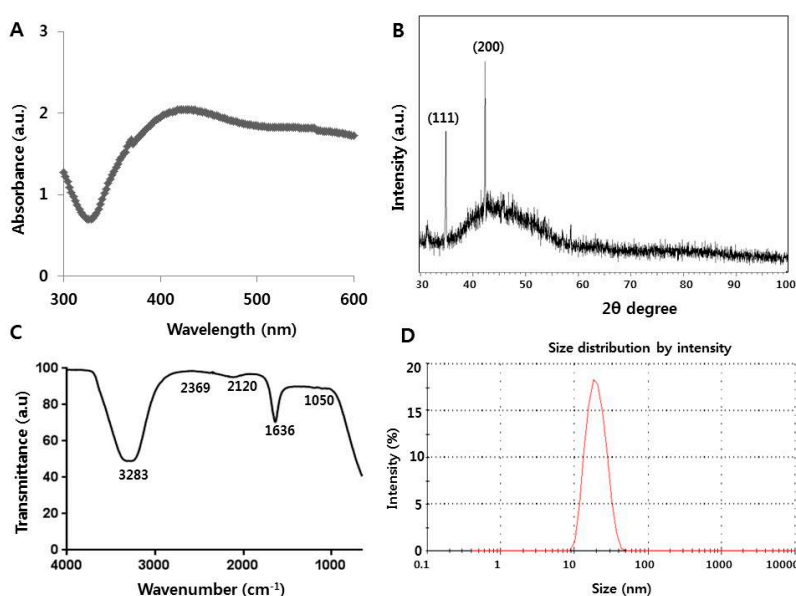 A
3
2
1
0
Absorbance (a.u.)
300 400 500 600
Wavelength (nm)
B
(200)
(111)
Intensity (a.u.)
30 40 50 60 70 80 90 100
2θ degree
C
100
80
60
40
20
0
Transmittance (a.u)
2369 2120 1050
1636
3283
4000 3000 2000 1000
Wavenumber (cm-1)
D
Size distribution by intensity
20
15
10
5
0
Intensity (%)
0.1 1 10 100 1000 10000
Size (nm)